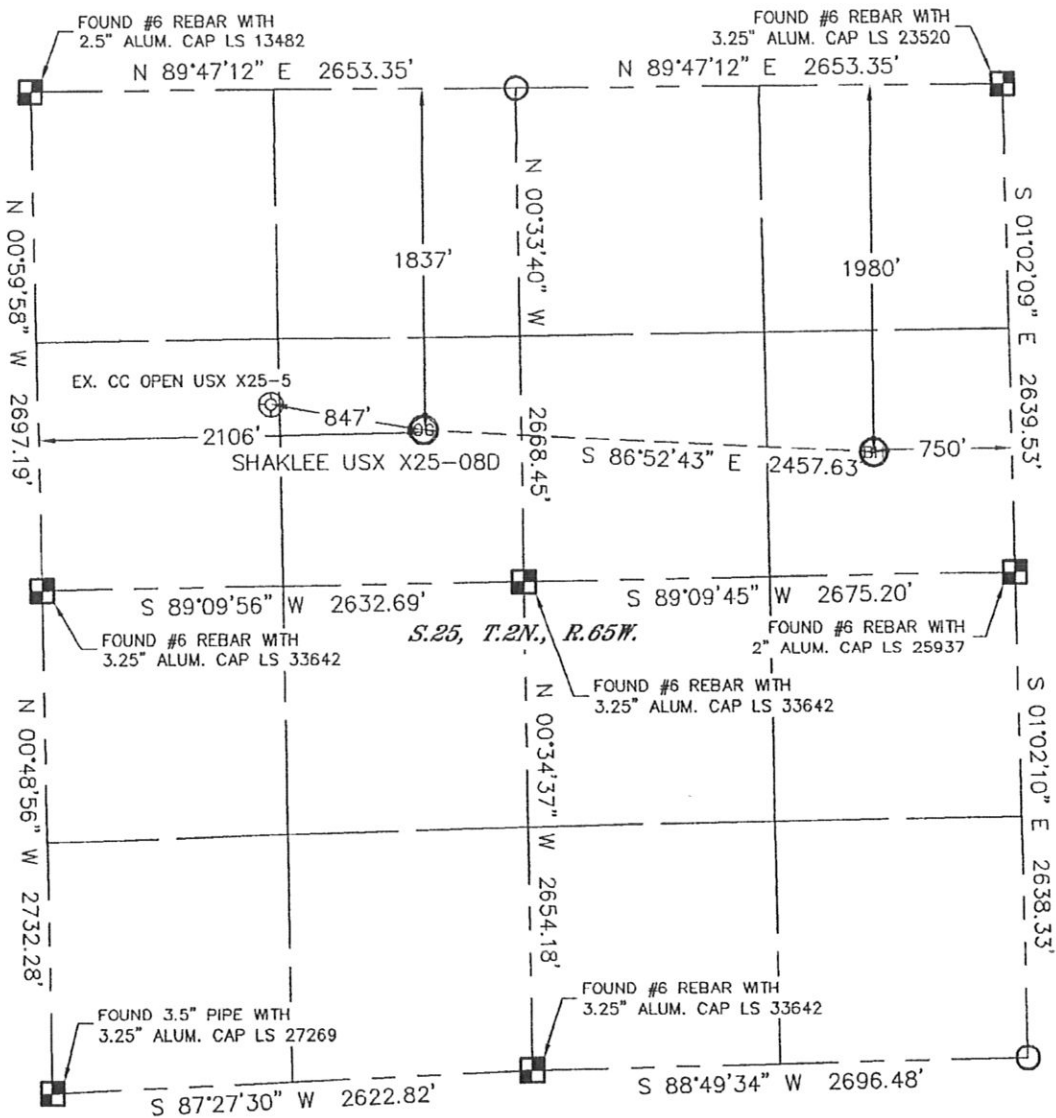 FOUND #6 REBAR WITH
2.5" ALUM. CAP LS 13482
FOUND #6 REBAR WITH
3.25" ALUM. CAP LS 23520
N 89°47'12" E 2653.35'
N 89°47'12" E 2653.35'
N 00°59'58" W 2697.19'
N 00°33'40" W 2668.45'
S 01°02'09" E 2639.53'
1837'
1980'
EX. CC OPEN USX X25-5
847'
2106'
OG
SHAKLEE USX X25-08D
S 86°52'43" E 2457.63'
BH
750'
S 89°09'56" W 2632.69'
S 89°09'45" W 2675.20'
FOUND #6 REBAR WITH
3.25" ALUM. CAP LS 33642
S.25, T.2N., R.65W.
FOUND #6 REBAR WITH
2" ALUM. CAP LS 25937
FOUND #6 REBAR WITH
3.25" ALUM. CAP LS 33642
N 00°48'56" W 2732.28'
N 00°34'37" W 2654.18'
S 01°02'10" E 2638.33'
FOUND 3.5" PIPE WITH
3.25" ALUM. CAP LS 27269
FOUND #6 REBAR WITH
3.25" ALUM. CAP LS 33642
S 87°27'30" W 2622.82'
S 88°49'34" W 2696.48'